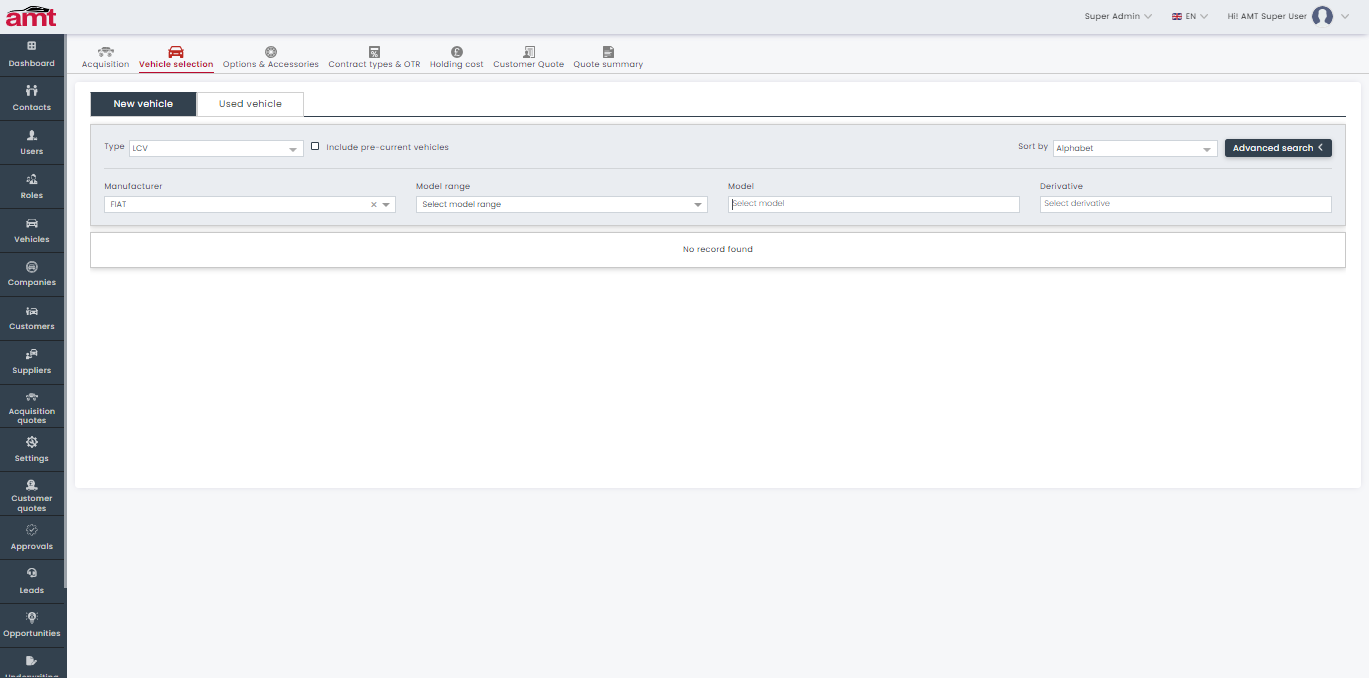 amt
Super Admin
EN
Hi! AMT Super User
Dashboard
Contacts
Users
Roles
Vehicles
Companies
Customers
Suppliers
Acquisition
quotes
Settings
Customer
quotes
Approvals
Leads
Opportunities
Underwriting
Acquisition
Vehicle selection
Options & Accessories
Contract types & OTR
Holding cost
Customer Quote
Quote summary
New vehicle
Used vehicle
Type
LCV
Include pre-current vehicles
Sort by
Alphabet
Advanced search
Manufacturer
Model range
Model
Derivative
FIAT
Select model range
Select model
Select derivative
No record found